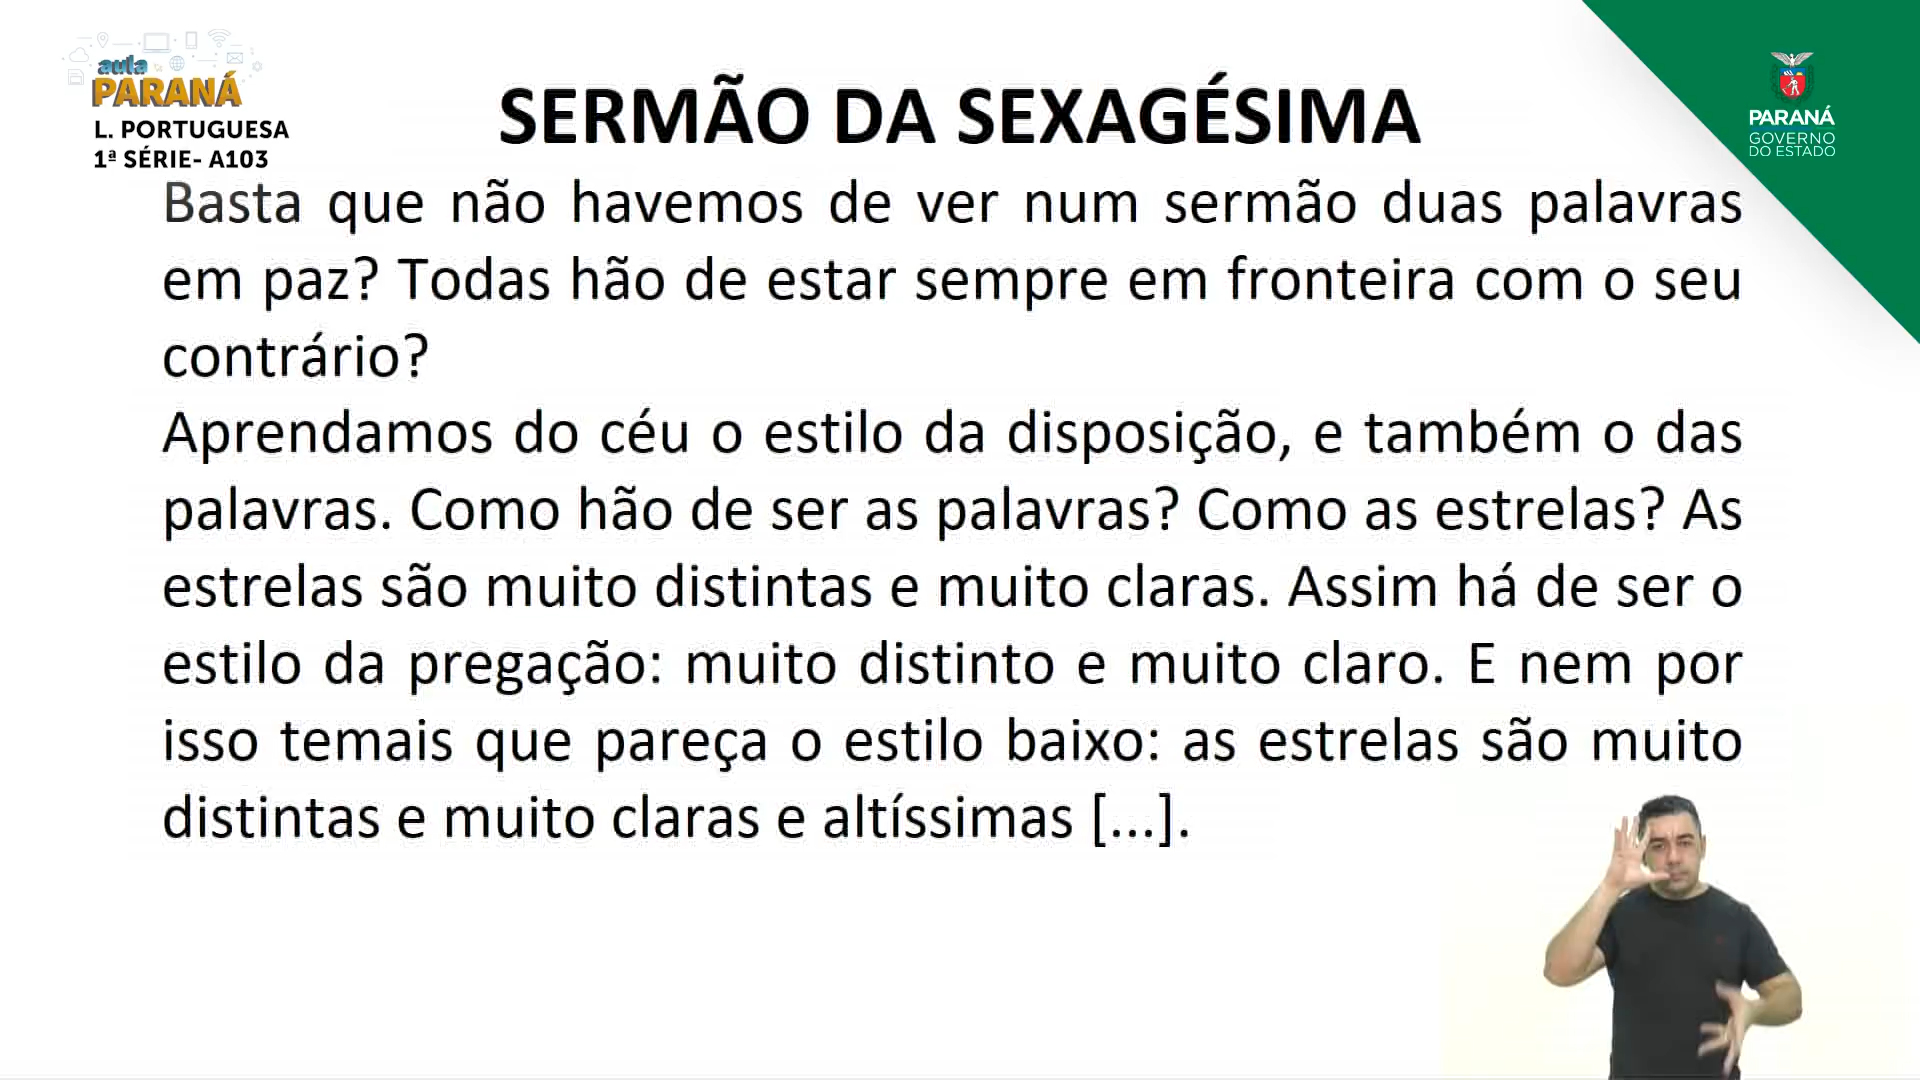 aula
PARANÁ
L. PORTUGUESA
1ª SÉRIE- A103
SERMÃO DA SEXAGÉSIMA
PARANÁ
GOVERNO
DO ESTADO
Basta que não havemos de ver num sermão duas palavras
em paz? Todas hão de estar sempre em fronteira com o seu
contrário?
Aprendamos do céu o estilo da disposição, e também o das
palavras. Como hão de ser as palavras? Como as estrelas? As
estrelas são muito distintas e muito claras. Assim há de ser o
estilo da pregação: muito distinto e muito claro. E nem por
isso temais que pareça o estilo baixo: as estrelas são muito
distintas e muito claras e altíssimas [...].